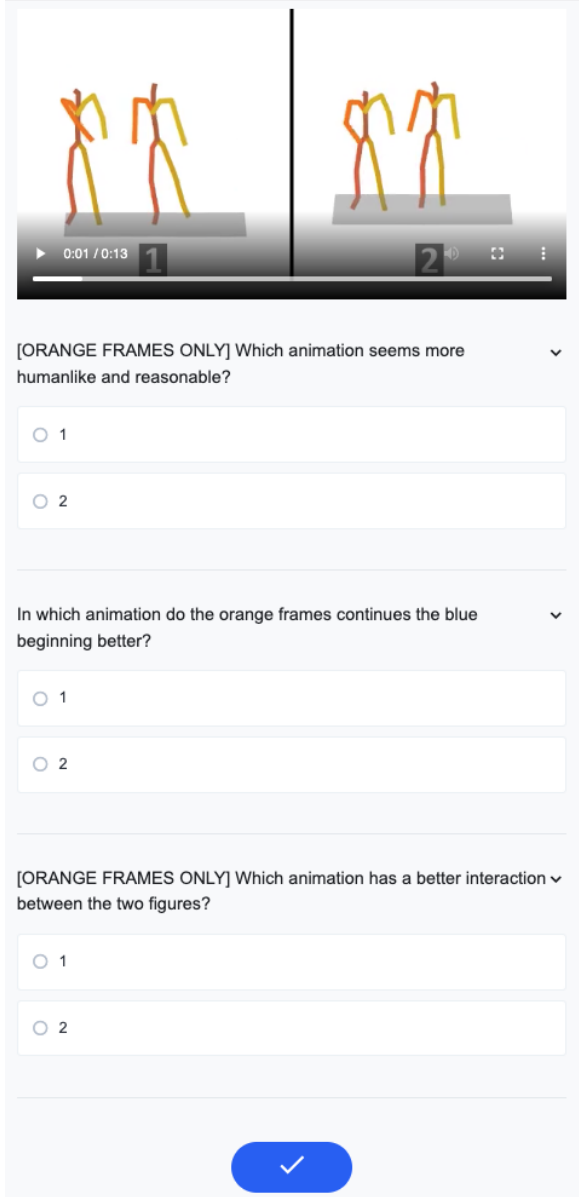 0:01 / 0:13
1
2
[ORANGE FRAMES ONLY] Which animation seems more
humanlike and reasonable?
1
2
In which animation do the orange frames continues the blue
beginning better?
1
2
[ORANGE FRAMES ONLY] Which animation has a better interaction
between the two figures?
1
2